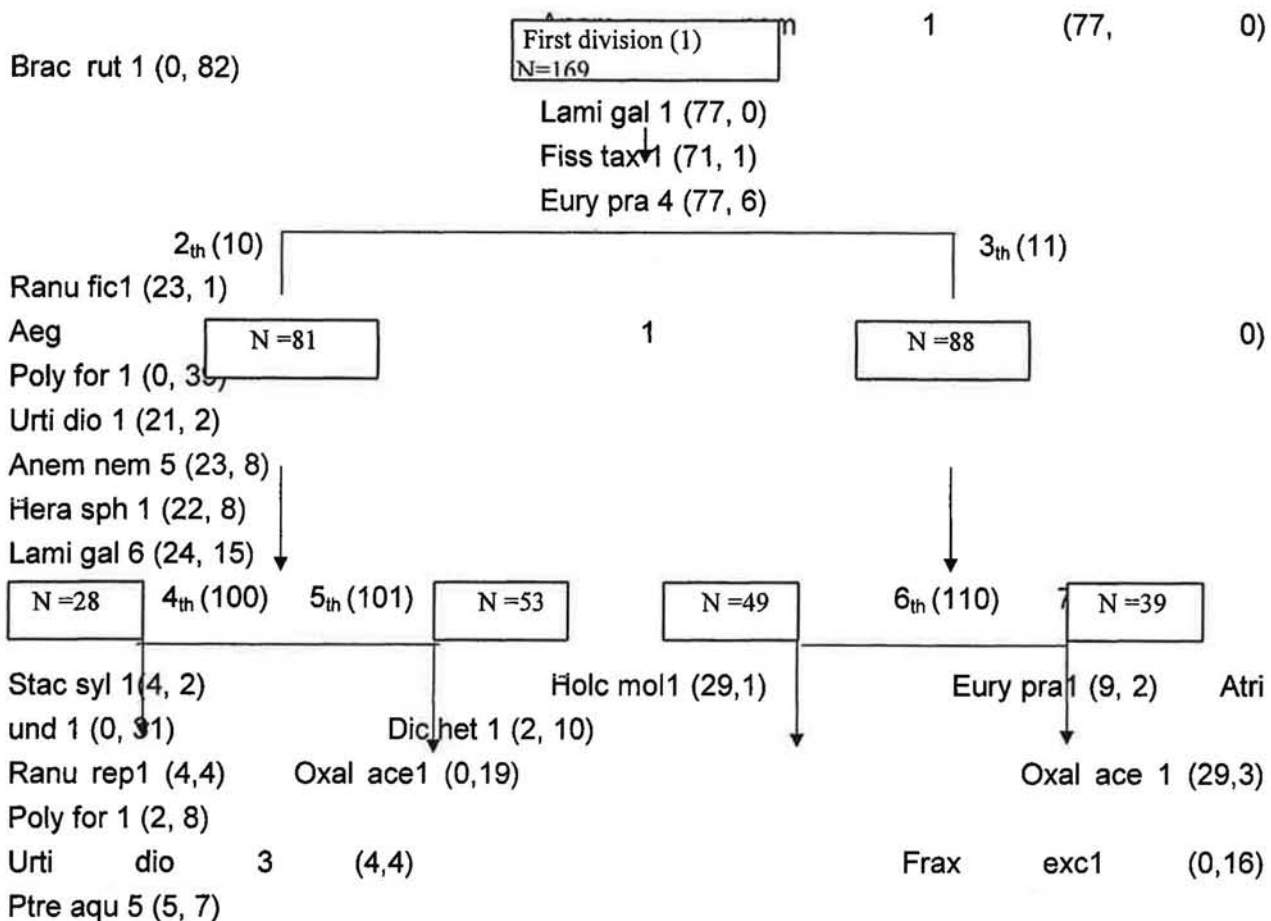 m 1 (77, 0)
First division (1)
N=169
Brac rut 1 (0, 82)
Lami gal 1 (77, 0)
Fiss tax 1 (71, 1)
Eury pra 4 (77, 6)
2th (10) 3th (11)
Ranu fic1 (23, 1)
Aeg N =81 1 N =88 0)
Poly for 1 (0, 39)
Urti dio 1 (21, 2)
Anem nem 5 (23, 8)
Hera sph 1 (22, 8)
Lami gal 6 (24, 15)
N =28 4th (100) 5th (101) N =53 N =49 6th (110) 7 N =39
Stac syl 1(4, 2) Holc mol1 (29,1) Eury pra1 (9, 2) Atri
und 1 (0, 31) Dic het 1 (2, 10)
Ranu rep1 (4,4) Oxal ace1 (0,19) Oxal ace 1 (29,3)
Poly for 1 (2, 8)
Urti dio 3 (4,4) Frax exc1 (0,16)
Ptre aqu 5 (5, 7)